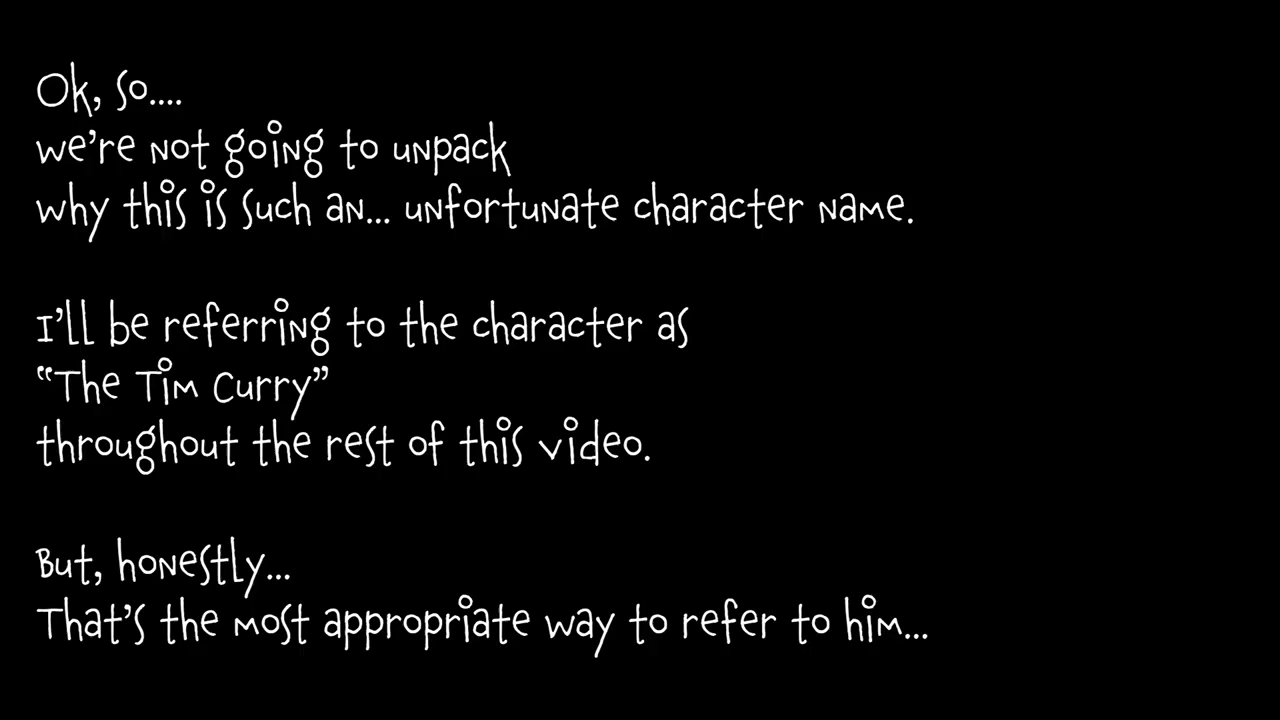 Ok, so....
we're not going to unpack
why this is such an... unfortunate character name.
I'll be referring to the character as
“The Tim Curry”
throughout the rest of this video.
But, honestly...
That's the most appropriate way to refer to him...